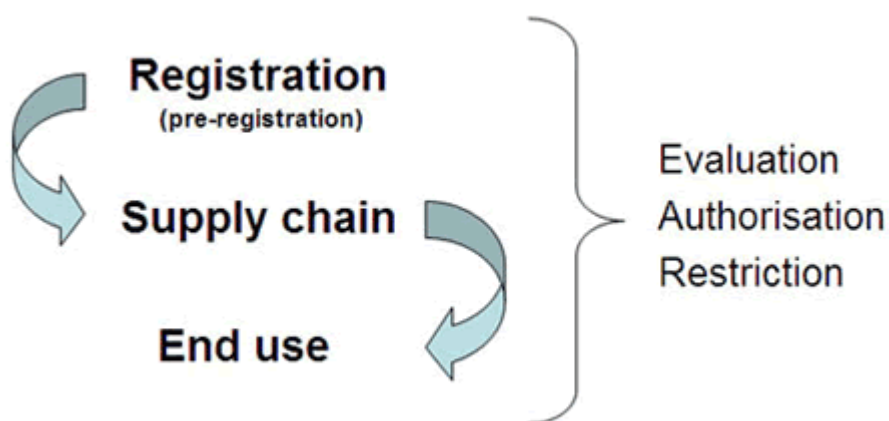 Registration
(pre-registration)
Supply chain
End use
Evaluation
Authorisation
Restriction